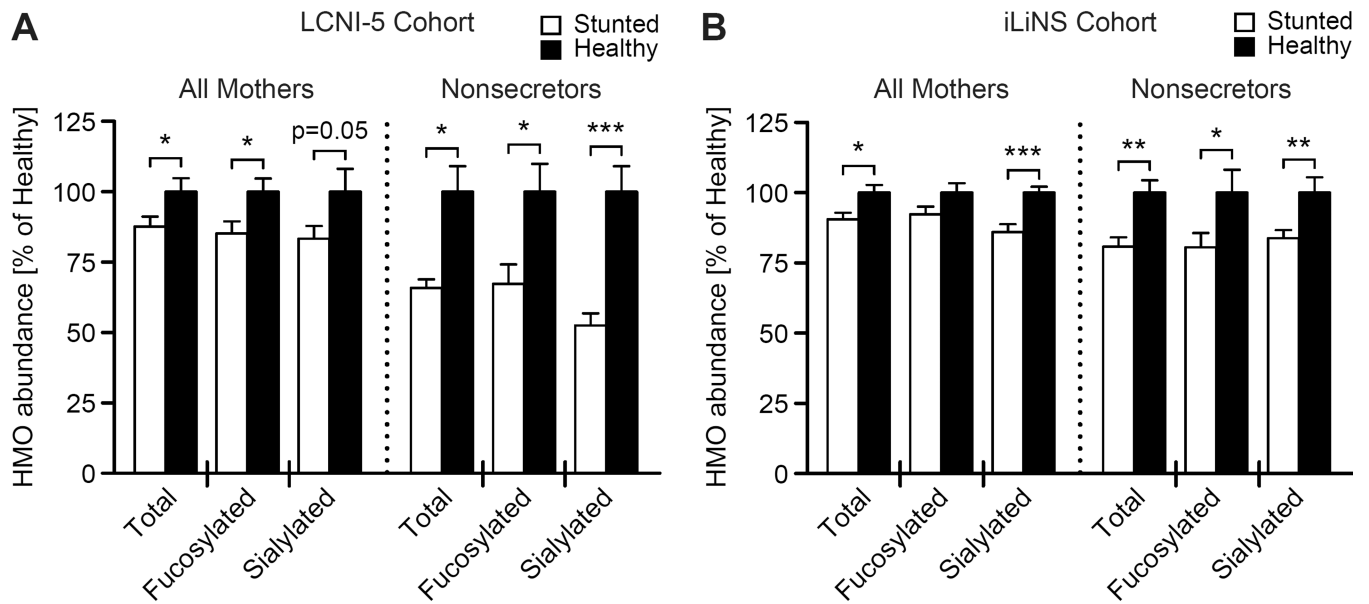 A
LCNI-5 Cohort
Stunted
Healthy
All Mothers
Nonsecretors
HMO abundance [% of Healthy]
125
100
75
50
25
0
*
*
p=0.05
*
*
***
Total
Fucosylated
Sialylated
Total
Fucosylated
Sialylated
B
iLiNS Cohort
Stunted
Healthy
All Mothers
Nonsecretors
HMO abundance [% of Healthy]
125
100
75
50
25
0
*
***
**
*
**
Total
Fucosylated
Sialylated
Total
Fucosylated
Sialylated